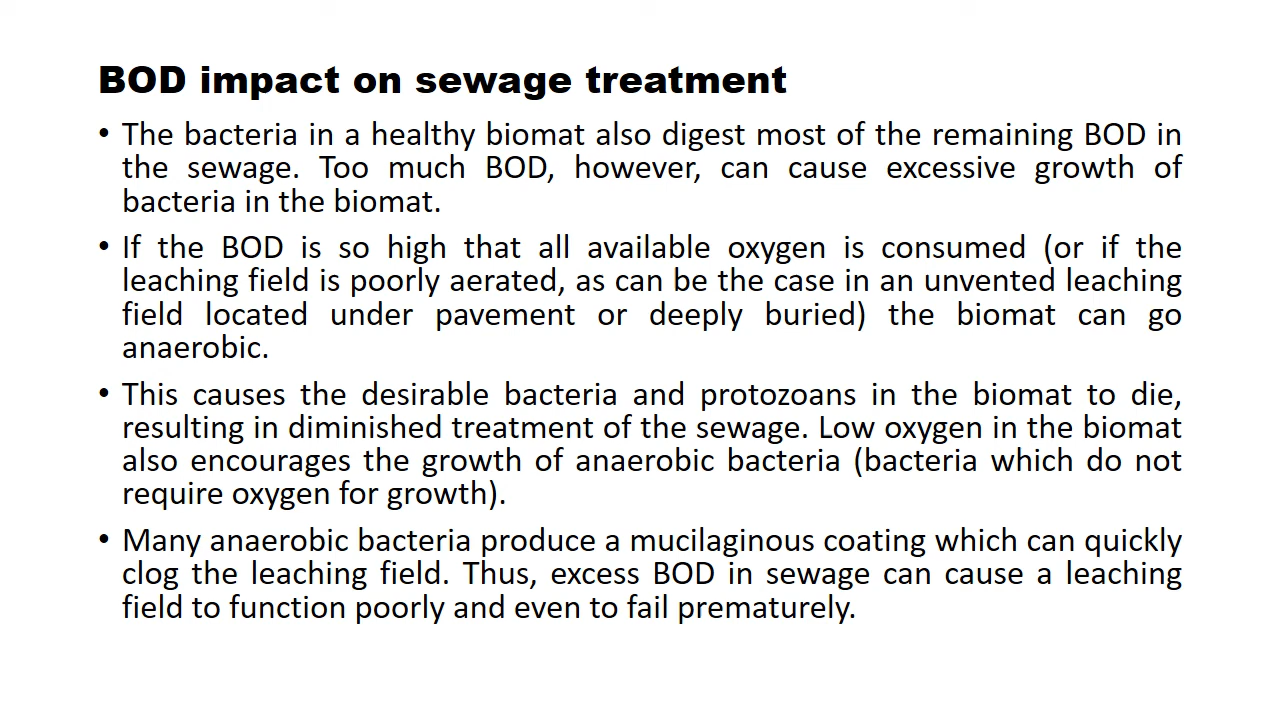 BOD impact on sewage treatment
• The bacteria in a healthy biomat also digest most of the remaining BOD in
the sewage. Too much BOD, however, can cause excessive growth of
bacteria in the biomat.
• If the BOD is so high that all available oxygen is consumed (or if the
leaching field is poorly aerated, as can be the case in an unvented leaching
field located under pavement or deeply buried) the biomat can go
anaerobic.
• This causes the desirable bacteria and protozoans in the biomat to die,
resulting in diminished treatment of the sewage. Low oxygen in the biomat
also encourages the growth of anaerobic bacteria (bacteria which do not
require oxygen for growth).
• Many anaerobic bacteria produce a mucilaginous coating which can quickly
clog the leaching field. Thus, excess BOD in sewage can cause a leaching
field to function poorly and even to fail prematurely.